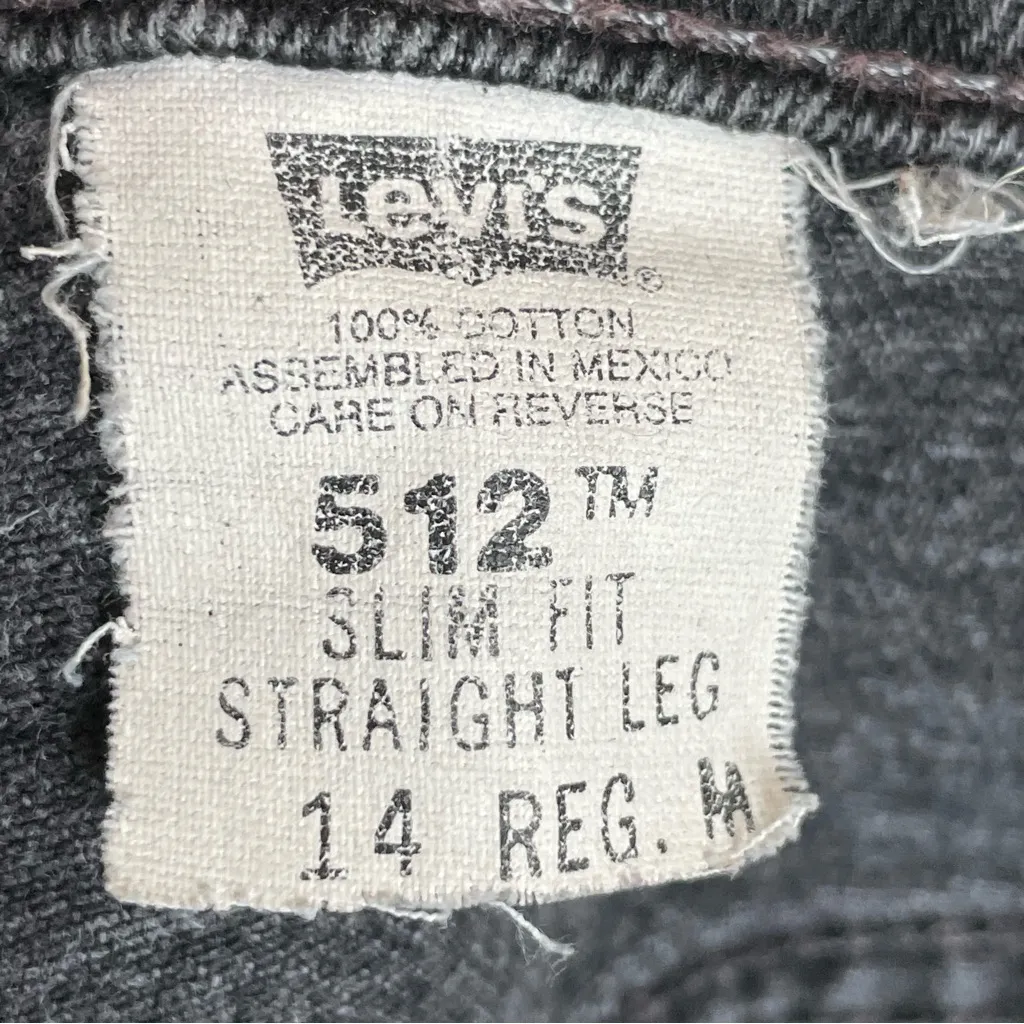 Levi's®
100% COTTON
ASSEMBLED IN MEXICO
CARE ON REVERSE
512™
SLIM FIT
STRAIGHT LEG
14 REG. M